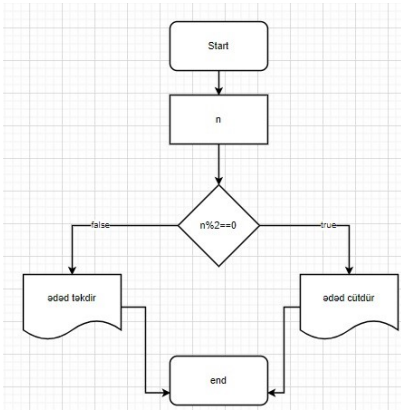 Start
n
n%2==0
false
true
ədəd təkdir
ədəd cütdür
end